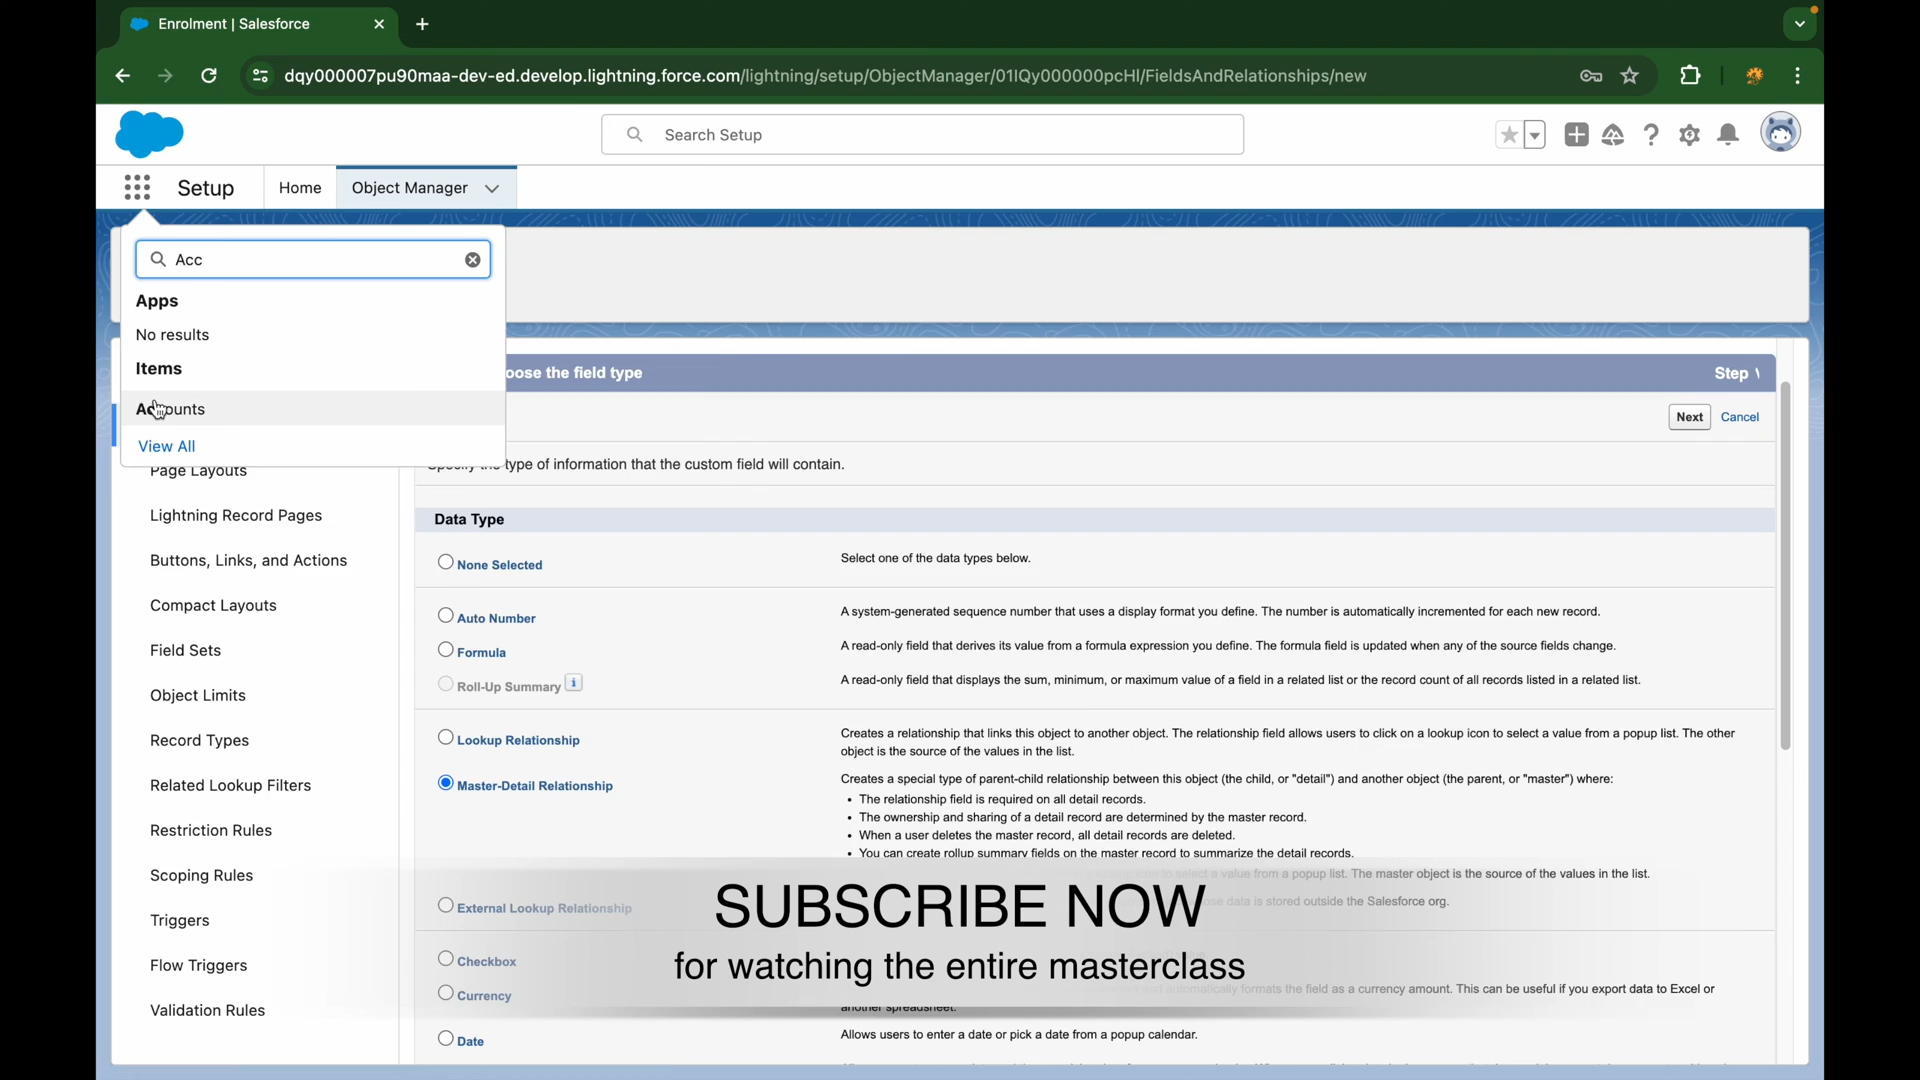 Enrolment | Salesforce
dqy000007pu90maa-dev-ed.develop.lightning.force.com/lightning/setup/ObjectManager/01IQy000000pcHI/FieldsAndRelationships/new
Search Setup
Setup
Home
Object Manager
Acc
Apps
No results
Items
Accounts
View All
Page Layouts
Lightning Record Pages
Buttons, Links, and Actions
Compact Layouts
Field Sets
Object Limits
Record Types
Related Lookup Filters
Restriction Rules
Scoping Rules
Triggers
Flow Triggers
Validation Rules
oose the field type
Step
Next
Cancel
Specify the type of information that the custom field will contain.
Data Type
None Selected
Select one of the data types below.
Auto Number
A system-generated sequence number that uses a display format you define. The number is automatically incremented for each new record.
Formula
A read-only field that derives its value from a formula expression you define. The formula field is updated when any of the source fields change.
Roll-Up Summary
A read-only field that displays the sum, minimum, or maximum value of a field in a related list or the record count of all records listed in a related list.
Lookup Relationship
Creates a relationship that links this object to another object. The relationship field allows users to click on a lookup icon to select a value from a popup list. The other
object is the source of the values in the list.
Master-Detail Relationship
Creates a special type of parent-child relationship between this object (the child, or "detail") and another object (the parent, or "master") where:
• The relationship field is required on all detail records.
• The ownership and sharing of a detail record are determined by the master record.
• When a user deletes the master record, all detail records are deleted.
• You can create rollup summary fields on the master record to summarize the detail records.
to select a value from a popup list. The master object is the source of the values in the list.
External Lookup Relationship
data is stored outside the Salesforce org.
Checkbox
Currency
automatically formats the field as a currency amount. This can be useful if you export data to Excel or
another spreadsheet.
Date
Allows users to enter a date or pick a date from a popup calendar.
SUBSCRIBE NOW
for watching the entire masterclass